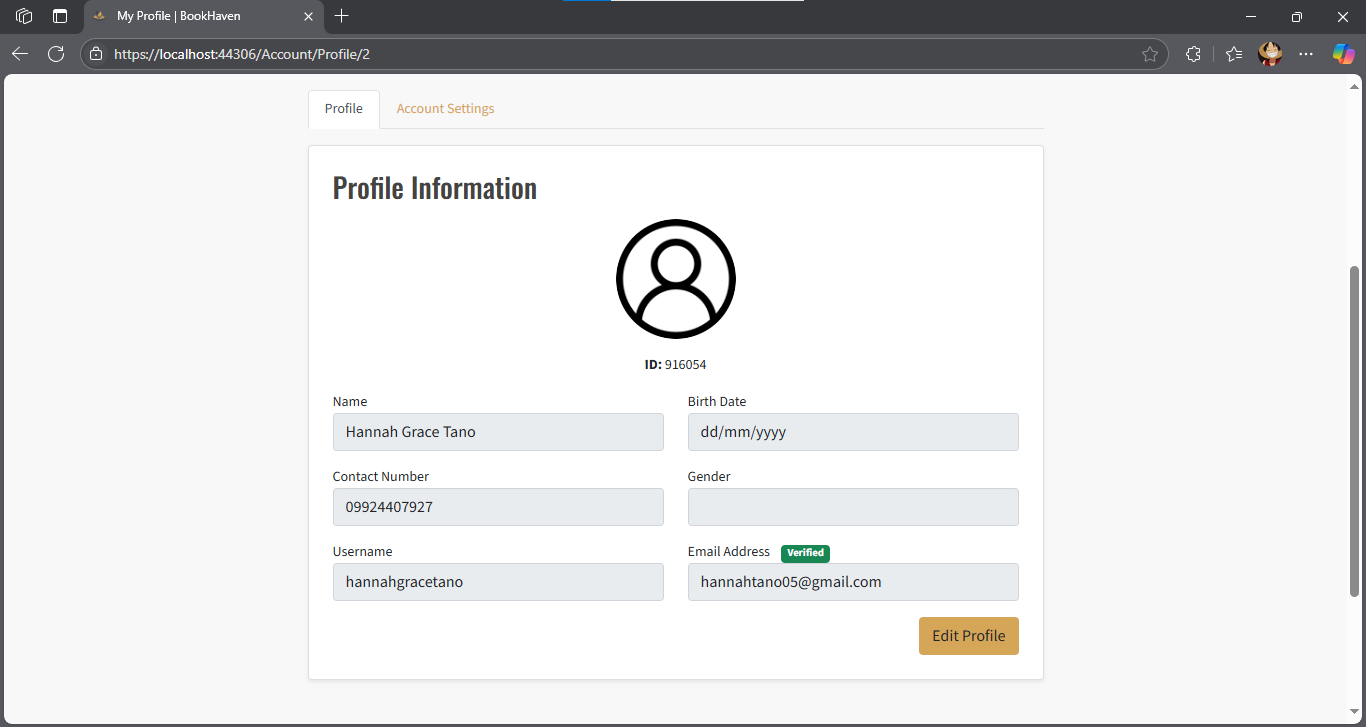 My Profile | BookHaven
https://localhost:44306/Account/Profile/2
Profile
Account Settings
Profile Information
ID: 916054
Name
Birth Date
Hannah Grace Tano
dd/mm/yyyy
Contact Number
Gender
09924407927
Username
Email Address Verified
hannahgracetano
hannahtano05@gmail.com
Edit Profile